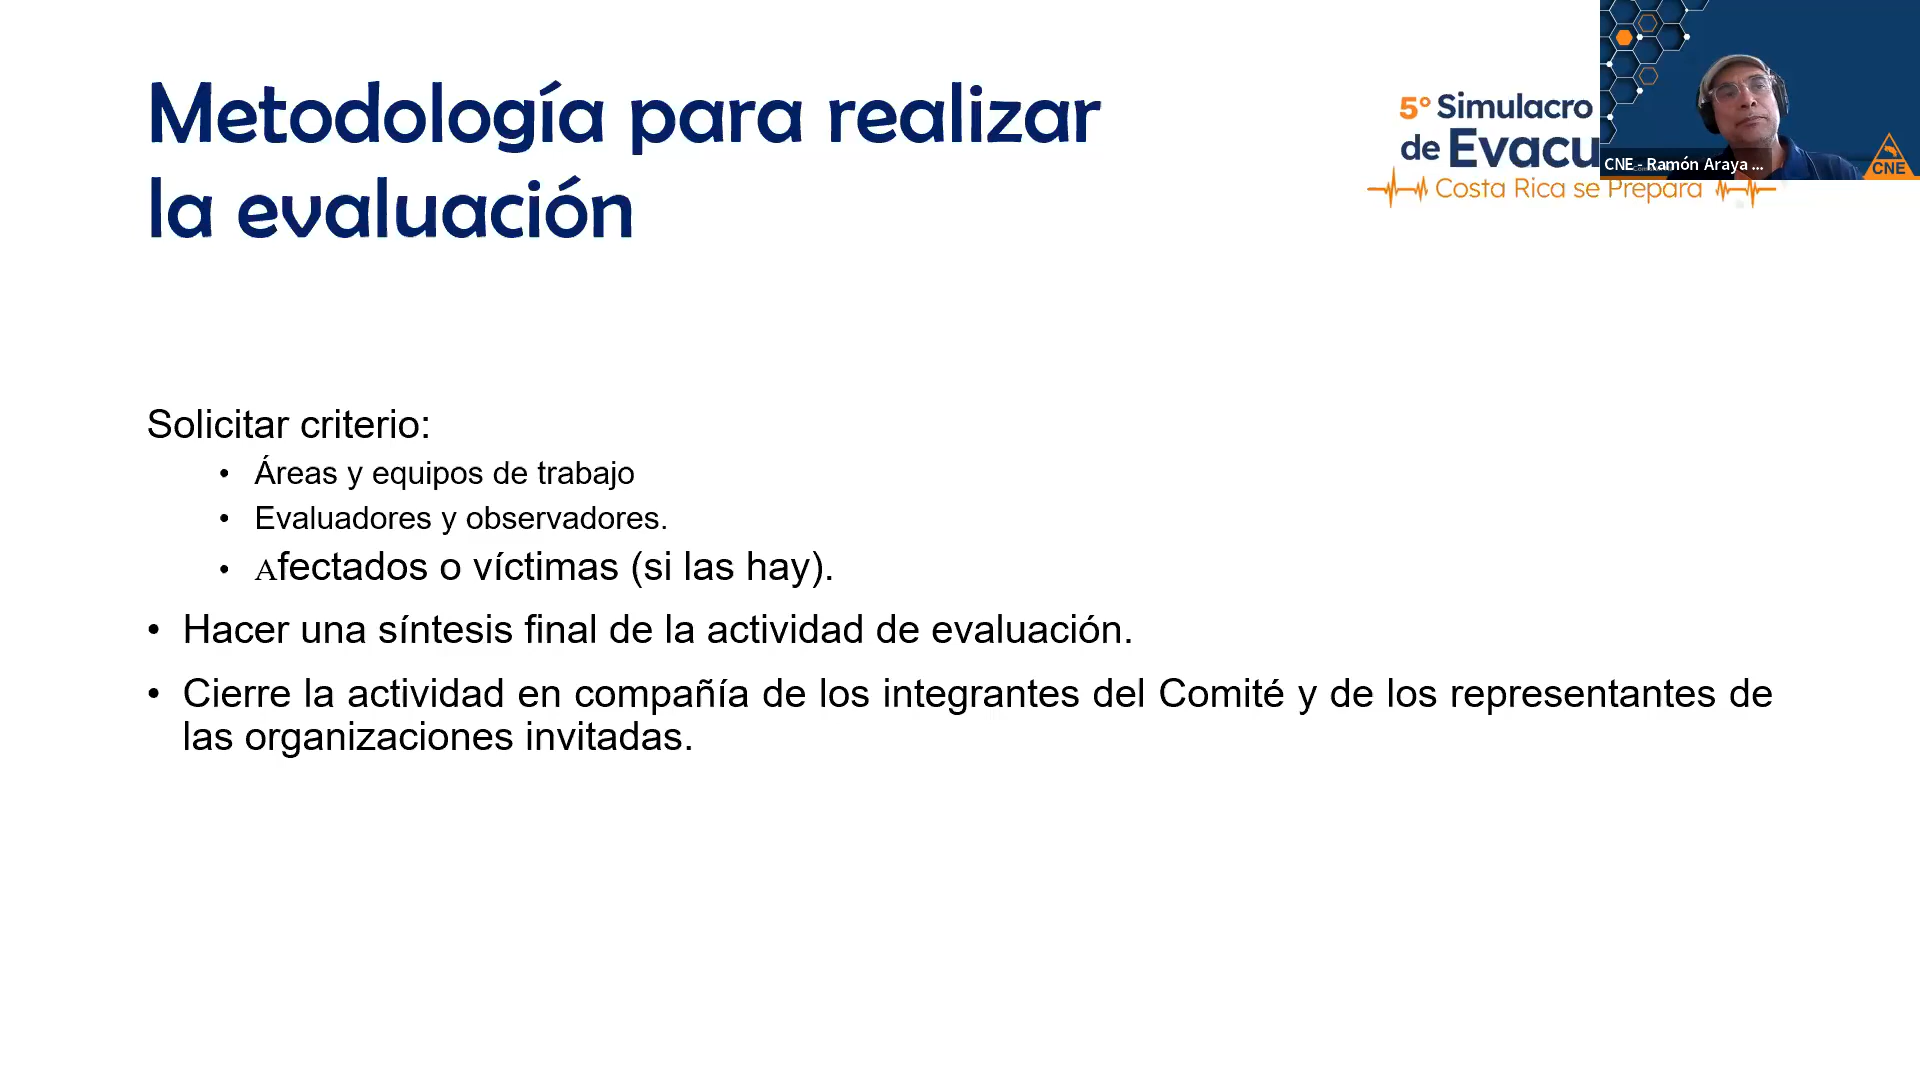 Metodología para realizar
la evaluación
5° Simulacro
de Evacu
Costa Rica se Prepara
CNE - Ramón Araya ...
CNE
Solicitar criterio:
• Áreas y equipos de trabajo
• Evaluadores y observadores.
• Afectados o víctimas (si las hay).
• Hacer una síntesis final de la actividad de evaluación.
• Cierre la actividad en compañía de los integrantes del Comité y de los representantes de
las organizaciones invitadas.